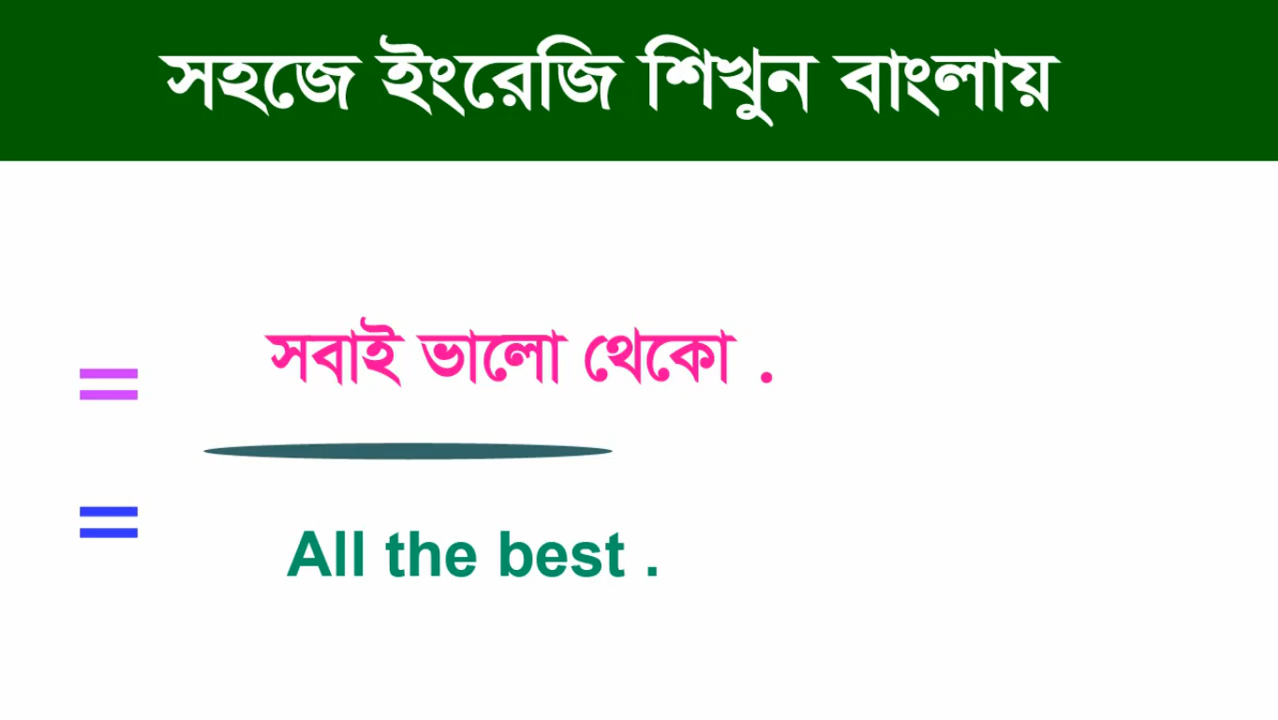 সহজে ইংরেজি শিখুন বাংলায়
= সবাই ভালো থেকো .
= All the best .